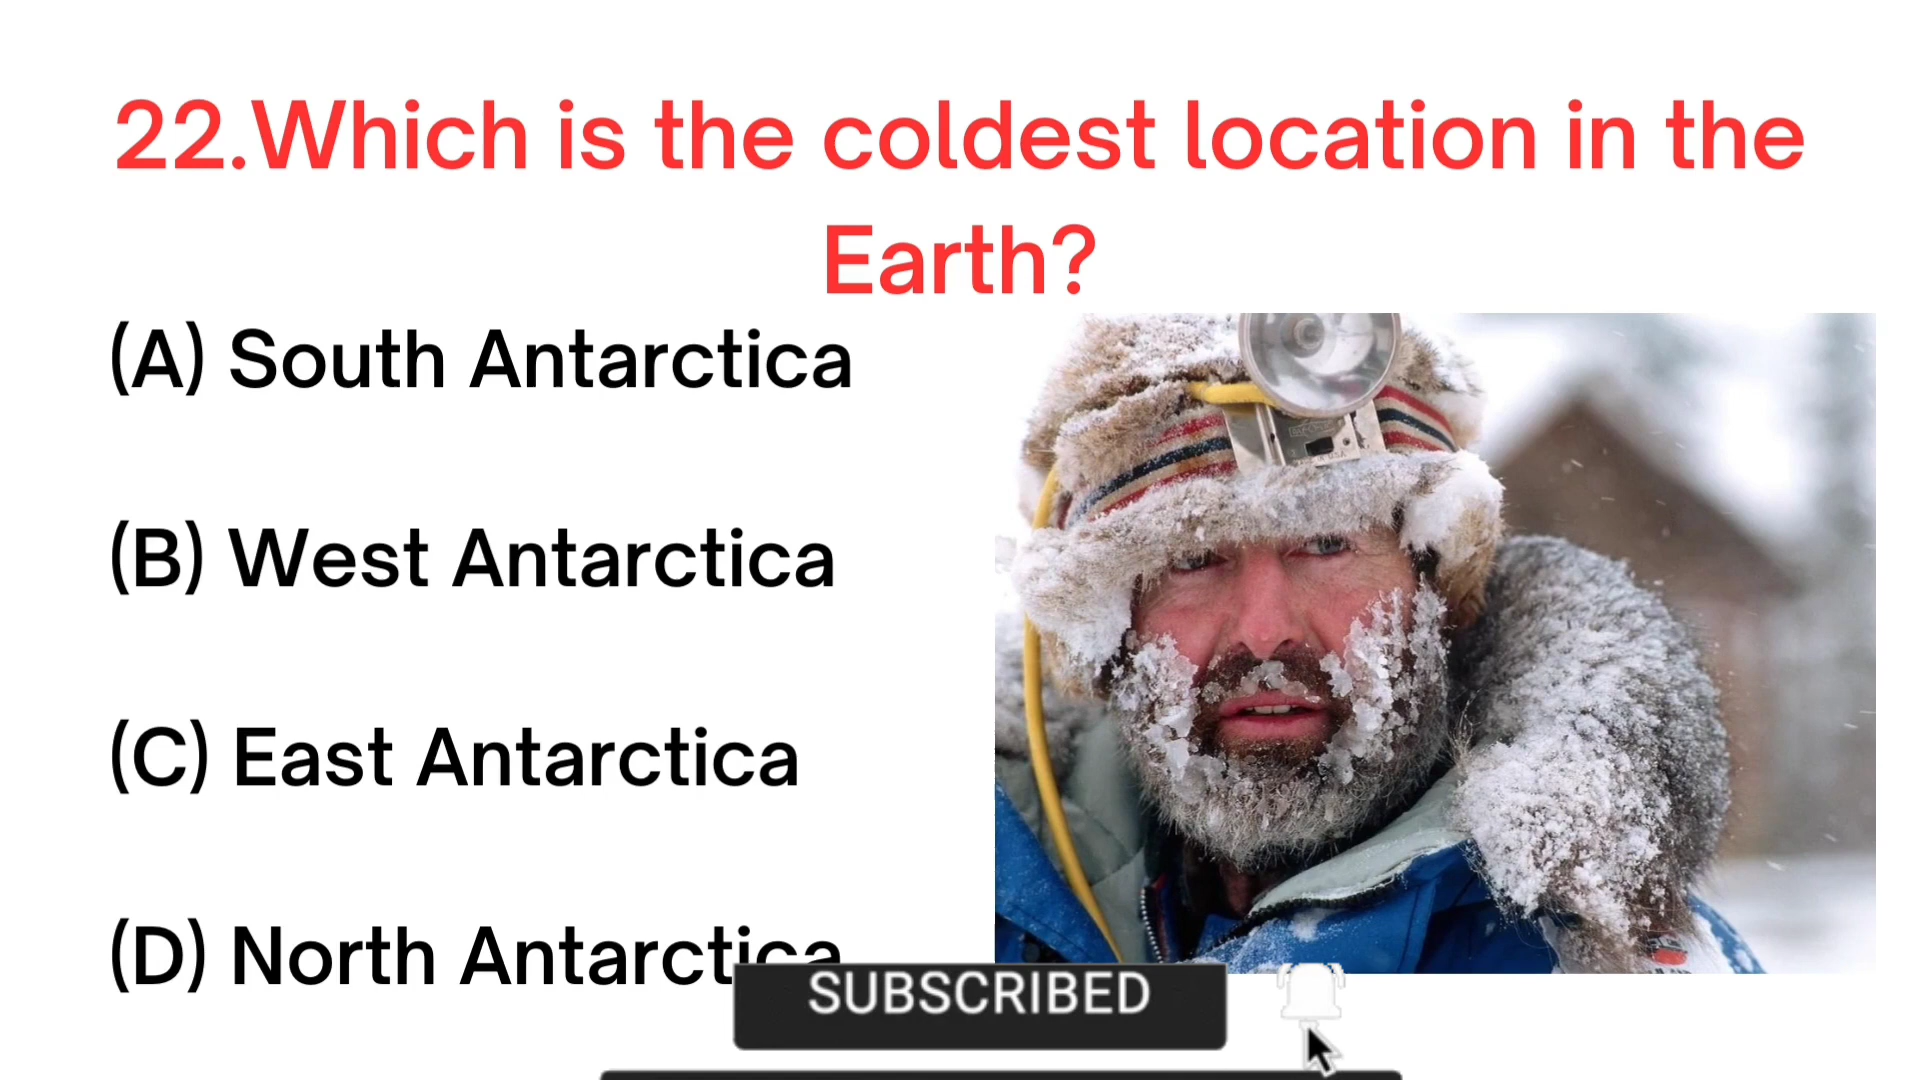 22.Which is the coldest location in the
Earth?
(A) South Antarctica
(B) West Antarctica
(C) East Antarctica
(D) North Antarctica
SUBSCRIBED